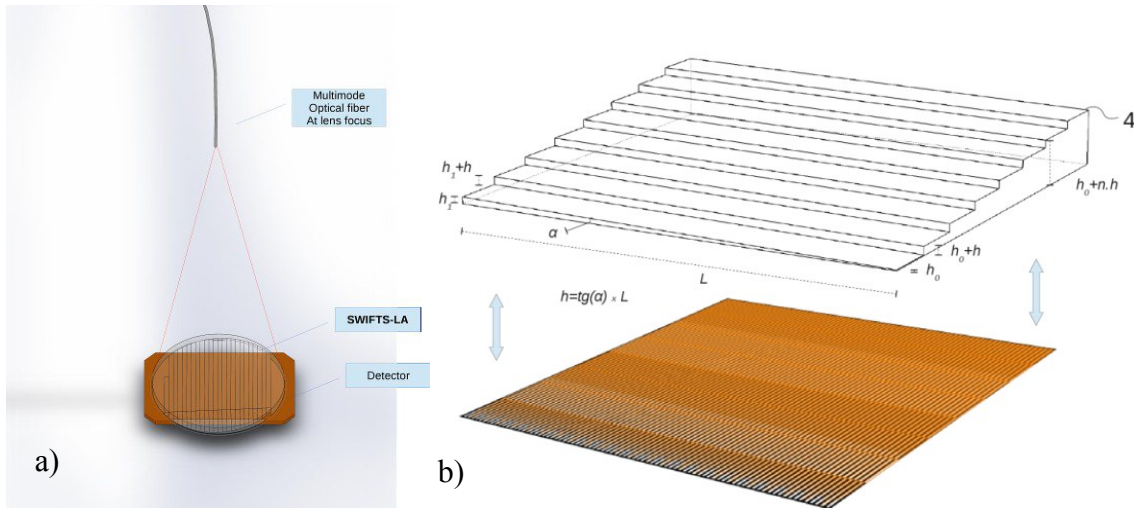 Multimode
Optical fiber
At lens focus
SWIFTS-LA
Detector
a)
4
h₁+h
h₀+n.h
h₁
α
h₀+h
h₀
L
h=tg(α) x L
b)